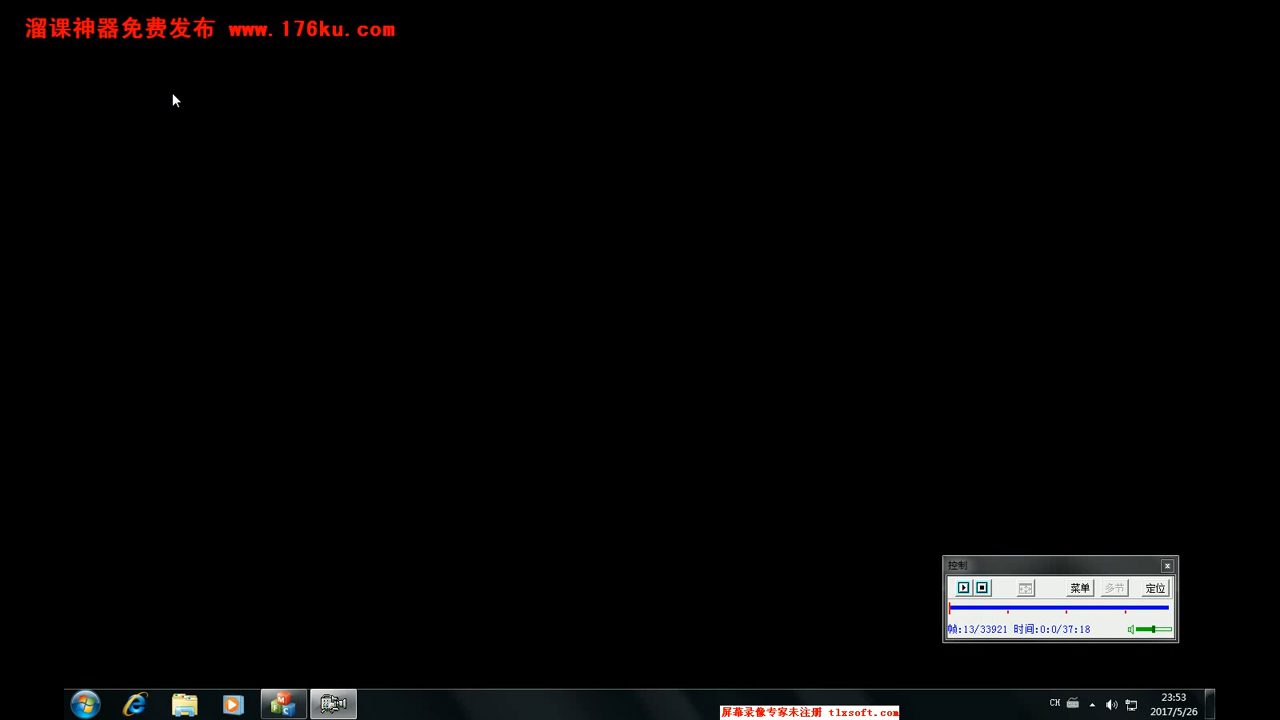 溜课神器免费发布 www.176ku.com
控制
菜单 多节 定位
帧:13/33921 时间:0:0/37:18
CH
23:53
2017/5/26
屏幕录像专家未注册 tlxsoft.com